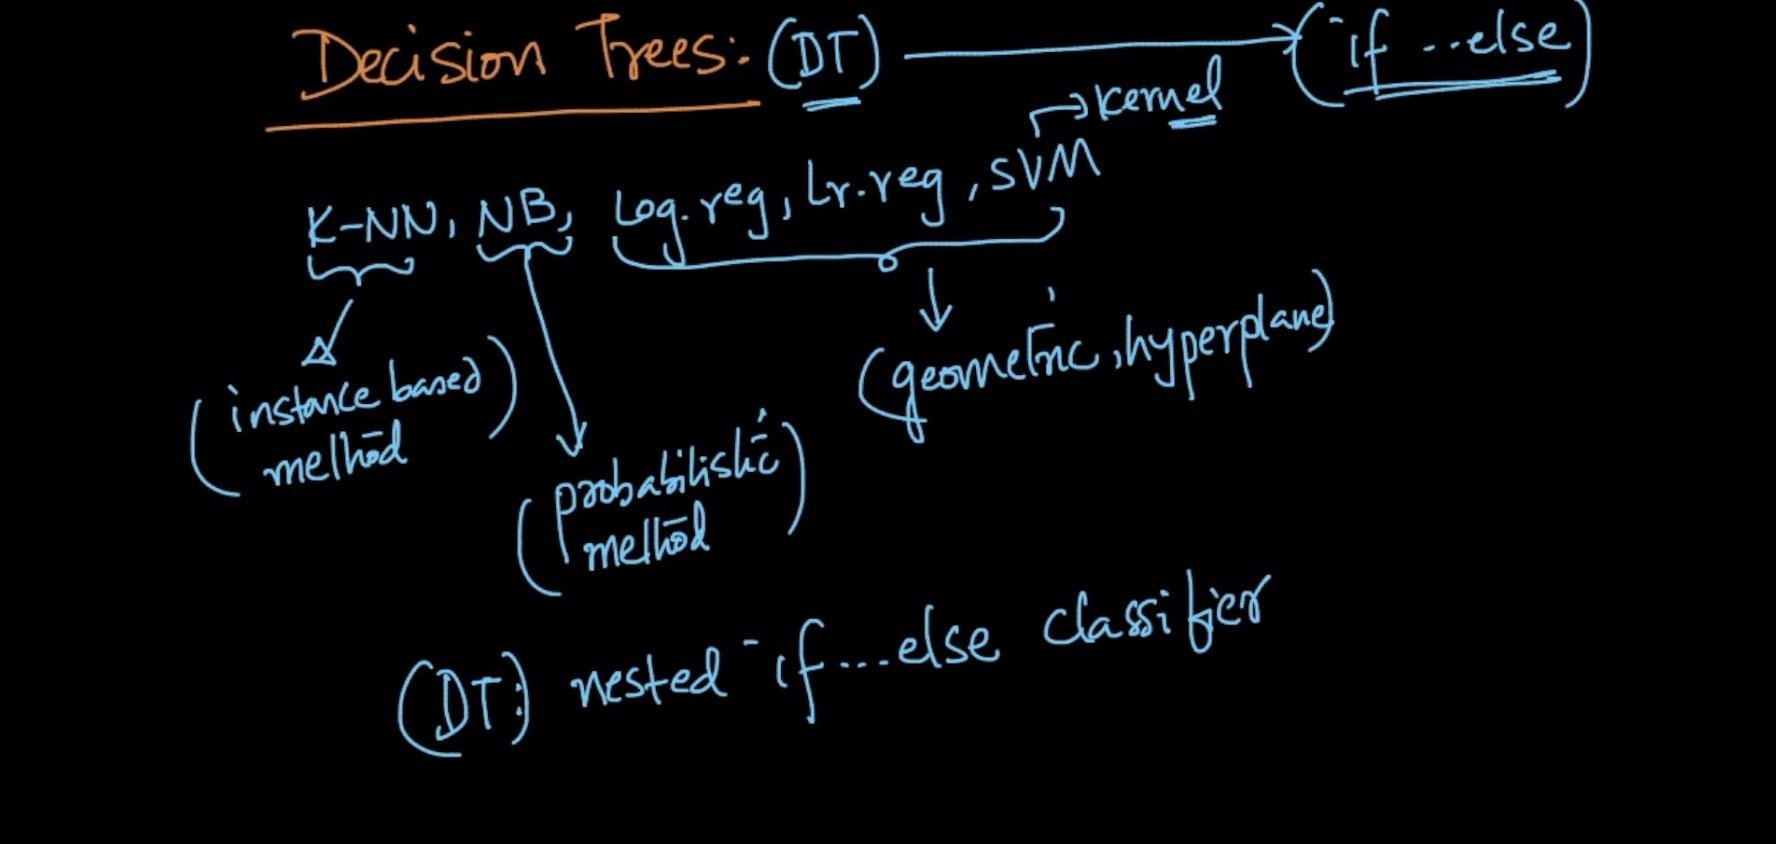 Decision Trees:- (DT) → (if ...else)
→ kernel
K-NN, NB, Log.reg, Lr.reg, SVM
(geometric, hyperplane)
(instance based
method)
(probabilistic
method)
(DT:) nested if...else classifier